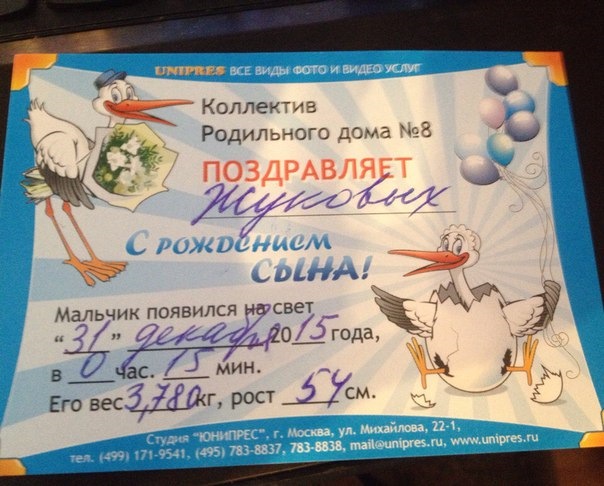 UNIPRES ВСЕ ВИДЫ ФОТО И ВИДЕО УСЛУГ
Коллектив
Родильного дома №8
ПОЗДРАВЛЯЕТ
Жуковых
С РОЖДЕНИЕМ
СЫНА!
Мальчик появился на свет
"31" декабря 2015 года,
в 0 час. 15 мин.
Его вес 3,780 кг, рост 54 см.
Студия "ЮНИПРЕС", г. Москва, ул. Михайлова, 22-1,
тел. (499) 171-9541, (495) 783-8837, 783-8838, mail@unipres.ru, www.unipres.ru